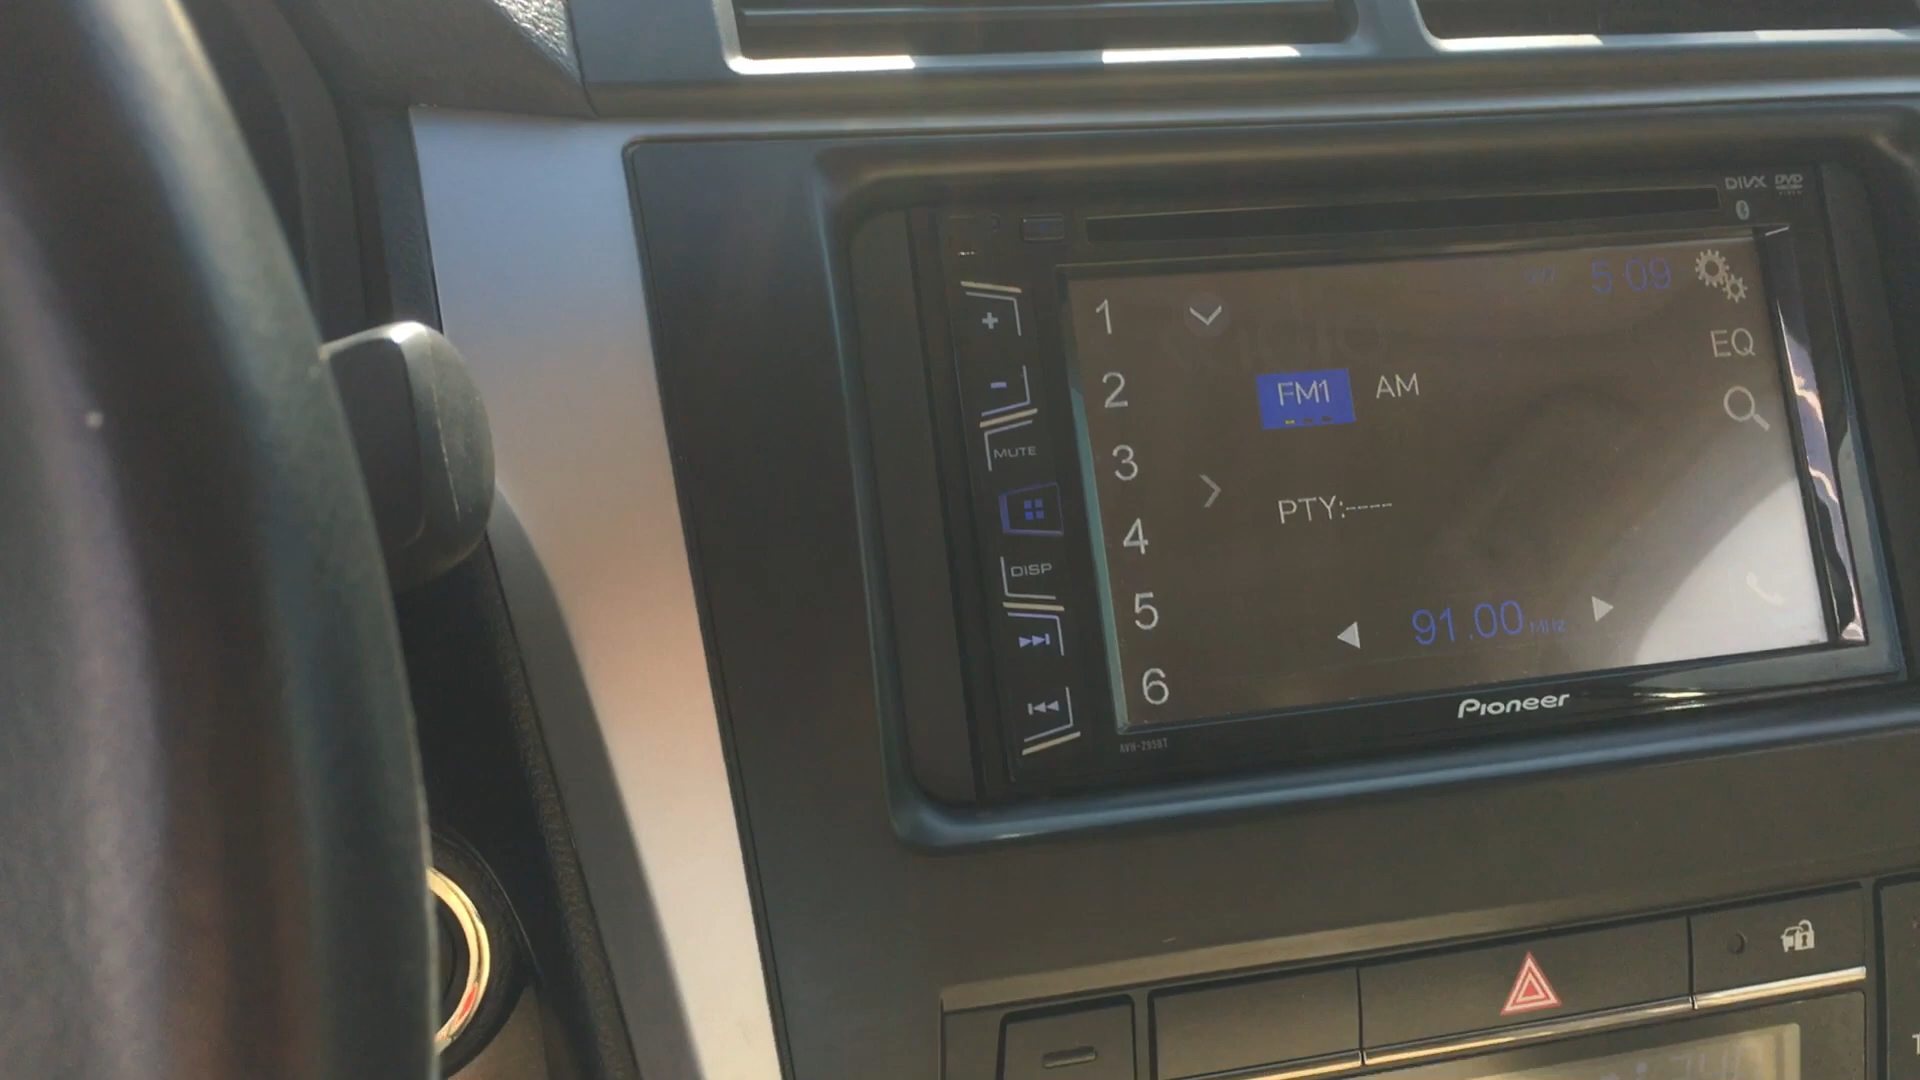 DIVX DVD
VIDEO
5:09
1
2
3
4
5
6
+
-
MUTE
DISP
FM1 AM
EQ
PTY:----
91.00 MHz
Pioneer